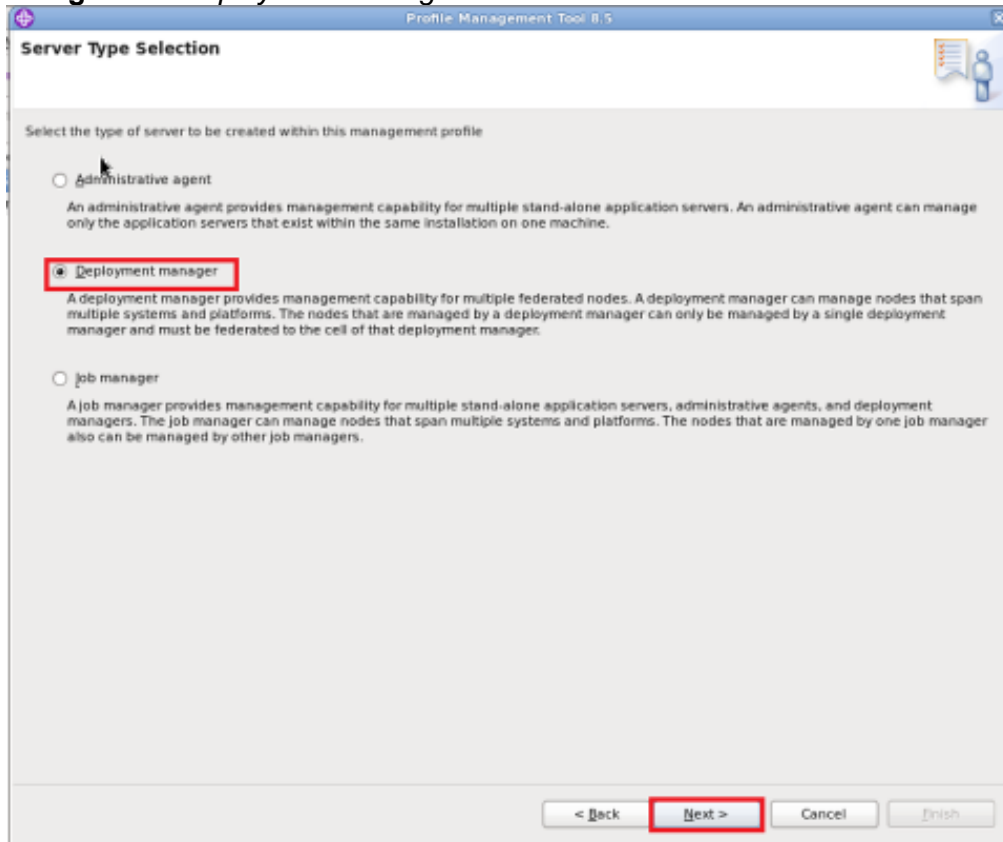 Profile Management Tool 8.5
Server Type Selection
Select the type of server to be created within this management profile
Administrative agent
An administrative agent provides management capability for multiple stand-alone application servers. An administrative agent can manage
only the application servers that exist within the same installation on one machine.
Deployment manager
A deployment manager provides management capability for multiple federated nodes. A deployment manager can manage nodes that span
multiple systems and platforms. The nodes that are managed by a deployment manager can only be managed by a single deployment
manager and must be federated to the cell of that deployment manager.
Job manager
A job manager provides management capability for multiple stand-alone application servers, administrative agents, and deployment
managers. The job manager can manage nodes that span multiple systems and platforms. The nodes that are managed by one job manager
also can be managed by other job managers.
< Back Next > Cancel Finish